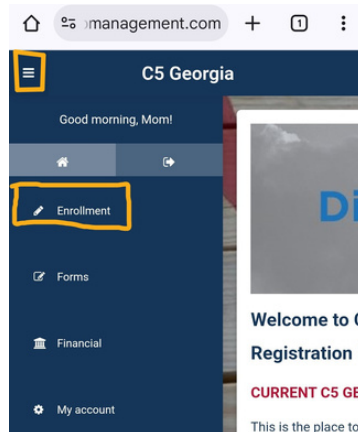 management.com
1
C5 Georgia
Good morning, Mom!
Enrollment
Forms
Financial
My account
Di
Welcome to
Registration
CURRENT C5 GE
This is the place to